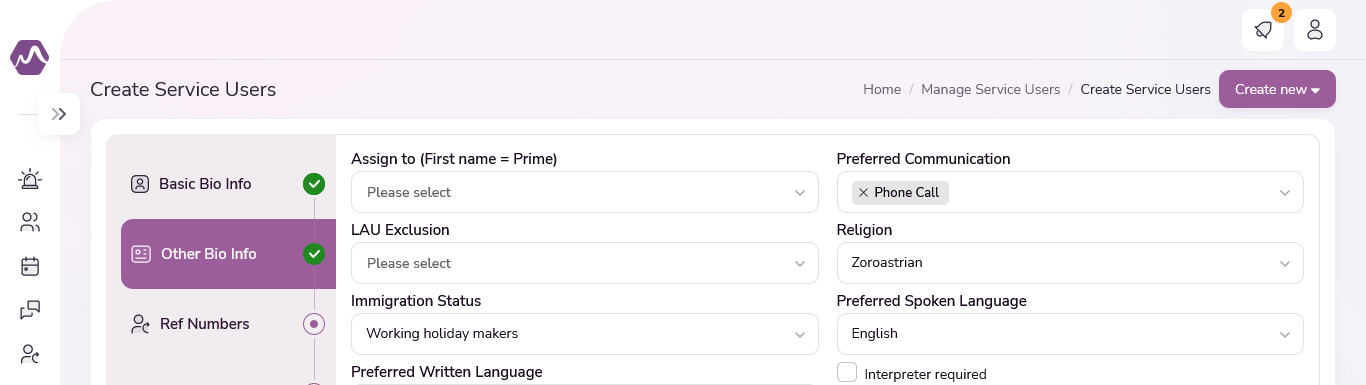 2
Create Service Users
Home / Manage Service Users / Create Service Users
Create new
Basic Bio Info
Other Bio Info
Ref Numbers
Assign to (First name = Prime)
Please select
Preferred Communication
× Phone Call
LAU Exclusion
Please select
Religion
Zoroastrian
Immigration Status
Working holiday makers
Preferred Spoken Language
English
Preferred Written Language
Interpreter required